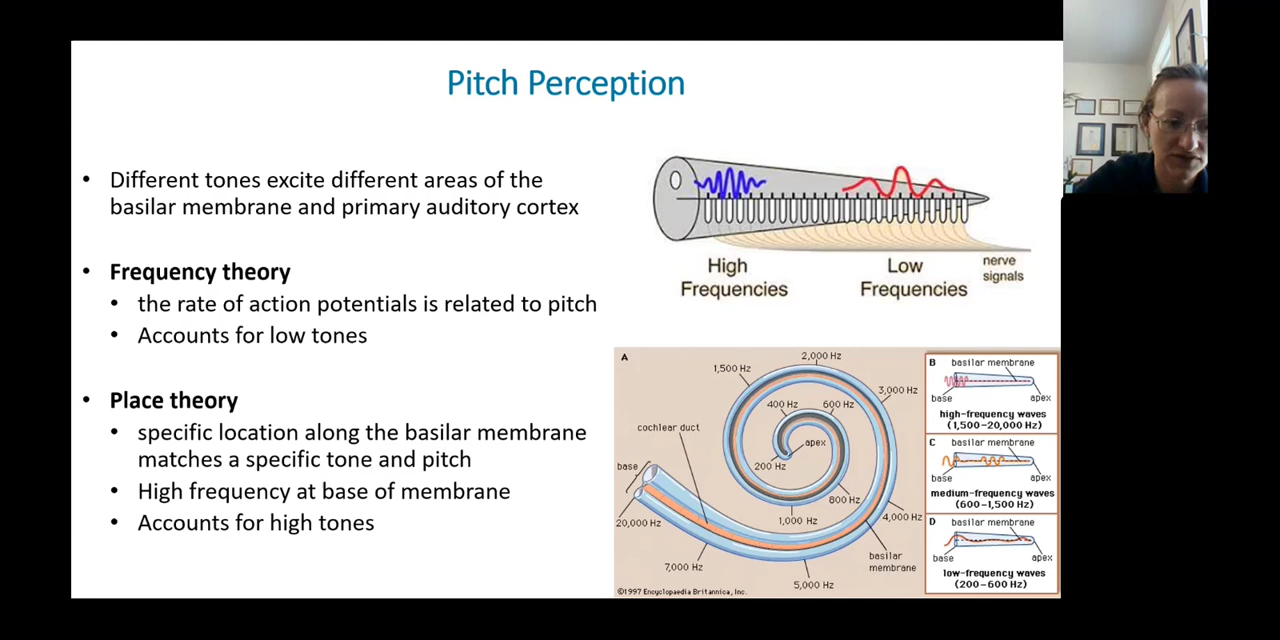 Pitch Perception
• Different tones excite different areas of the
basilar membrane and primary auditory cortex
• Frequency theory
• the rate of action potentials is related to pitch
• Accounts for low tones
• Place theory
• specific location along the basilar membrane
matches a specific tone and pitch
• High frequency at base of membrane
• Accounts for high tones
High
Frequencies
Low
Frequencies
nerve
signals
A
2,000 Hz
1,500 Hz
3,000 Hz
400 Hz
600 Hz
cochlear duct
apex
200 Hz
base
800 Hz
20,000 Hz
1,000 Hz
4,000 Hz
7,000 Hz
basilar
membrane
5,000 Hz
©1997 Encyclopaedia Britannica, Inc.
B
basilar membrane
base
apex
high-frequency waves
(1,500–20,000 Hz)
C
basilar membrane
base
apex
medium-frequency waves
(600–1,500 Hz)
D
basilar membrane
base
apex
low-frequency waves
(200–600 Hz)